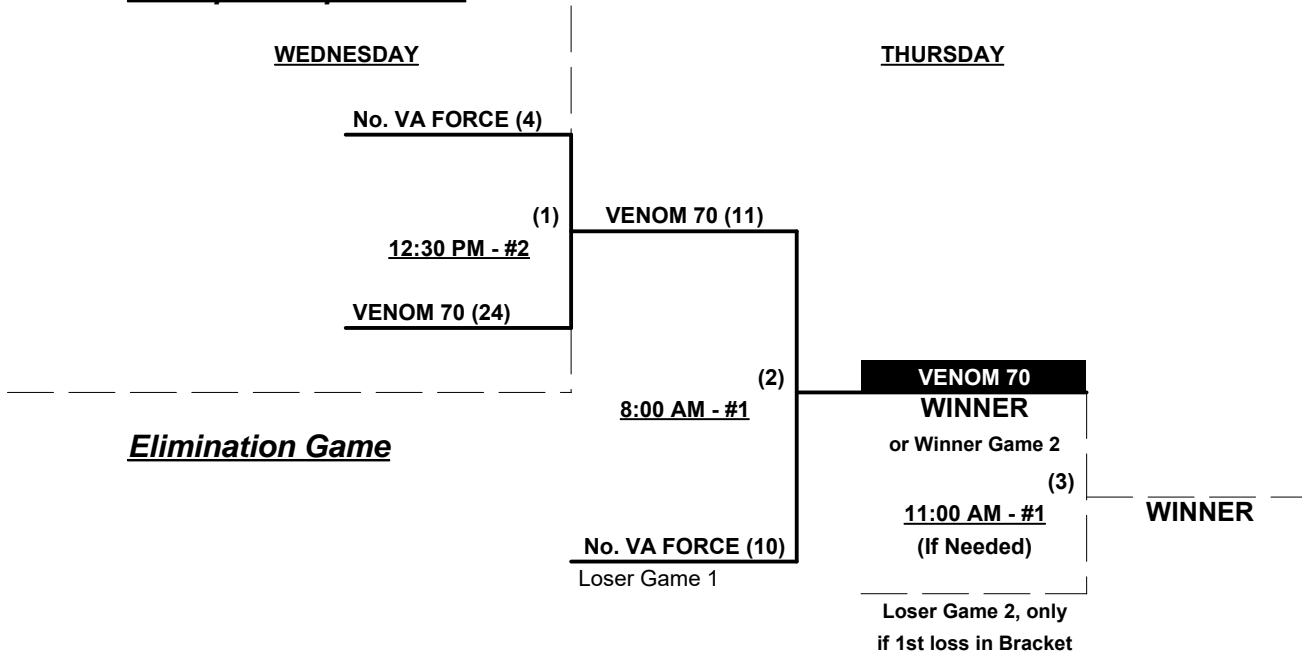 WEDNESDAY
THURSDAY
No. VA FORCE (4)
(1)
VENOM 70 (11)
12:30 PM - #2
VENOM 70 (24)
(2)
VENOM 70
8:00 AM - #1
WINNER
Elimination Game
or Winner Game 2
(3)
11:00 AM - #1
WINNER
No. VA FORCE (10)
(If Needed)
Loser Game 1
Loser Game 2, only
if 1st loss in Bracket